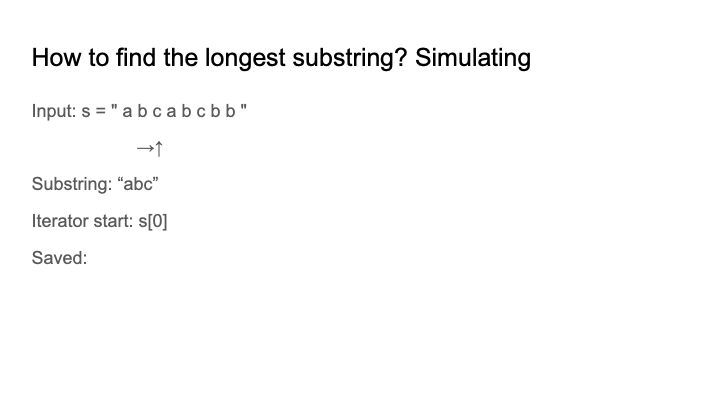 How to find the longest substring? Simulating
Input: s = " a b c a b c b b "
→↑
Substring: “abc”
Iterator start: s[0]
Saved: